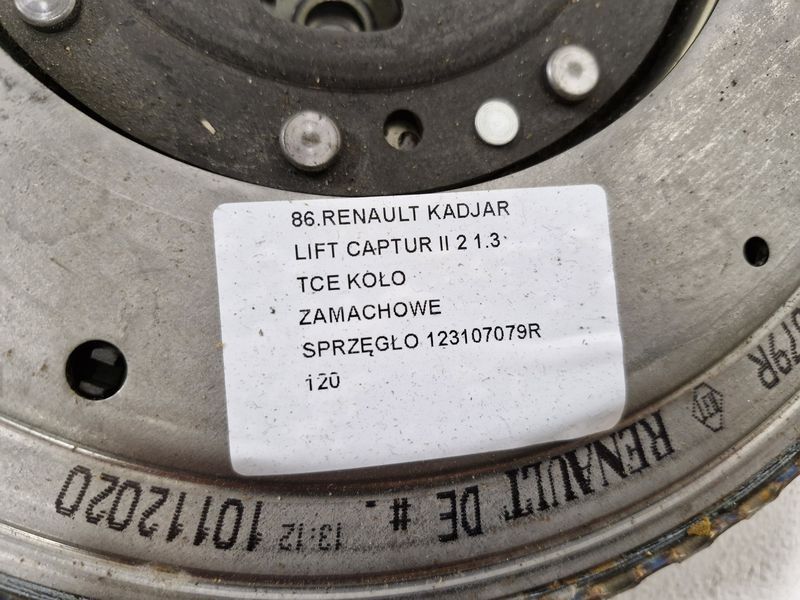 86.RENAULT KADJAR
LIFT CAPTUR II 2 1.3
TCE KOŁO
ZAMACHOWE
SPRZĘGŁO 123107079R
120
079R
RENAULT DE #.
13:12 10112020